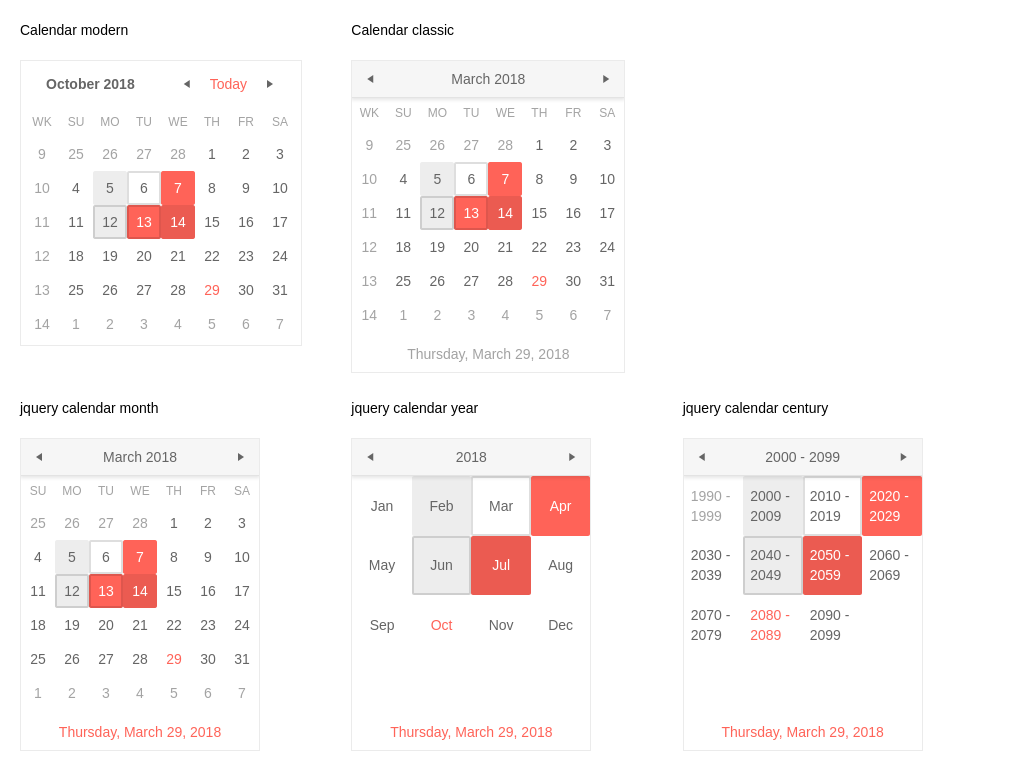 Calendar modern
October 2018 Today
WK SU MO TU WE TH FR SA
9 25 26 27 28 1 2 3
10 4 5 6 7 8 9 10
11 11 12 13 14 15 16 17
12 18 19 20 21 22 23 24
13 25 26 27 28 29 30 31
14 1 2 3 4 5 6 7
Calendar classic
March 2018
WK SU MO TU WE TH FR SA
9 25 26 27 28 1 2 3
10 4 5 6 7 8 9 10
11 11 12 13 14 15 16 17
12 18 19 20 21 22 23 24
13 25 26 27 28 29 30 31
14 1 2 3 4 5 6 7
Thursday, March 29, 2018
jquery calendar month
March 2018
SU MO TU WE TH FR SA
25 26 27 28 1 2 3
4 5 6 7 8 9 10
11 12 13 14 15 16 17
18 19 20 21 22 23 24
25 26 27 28 29 30 31
1 2 3 4 5 6 7
Thursday, March 29, 2018
jquery calendar year
2018
Jan Feb Mar Apr
May Jun Jul Aug
Sep Oct Nov Dec
Thursday, March 29, 2018
jquery calendar century
2000 - 2099
1990 - 2000 - 2010 - 2020 -
1999 2009 2019 2029
2030 - 2040 - 2050 - 2060 -
2039 2049 2059 2069
2070 - 2080 - 2090 -
2079 2089 2099
Thursday, March 29, 2018